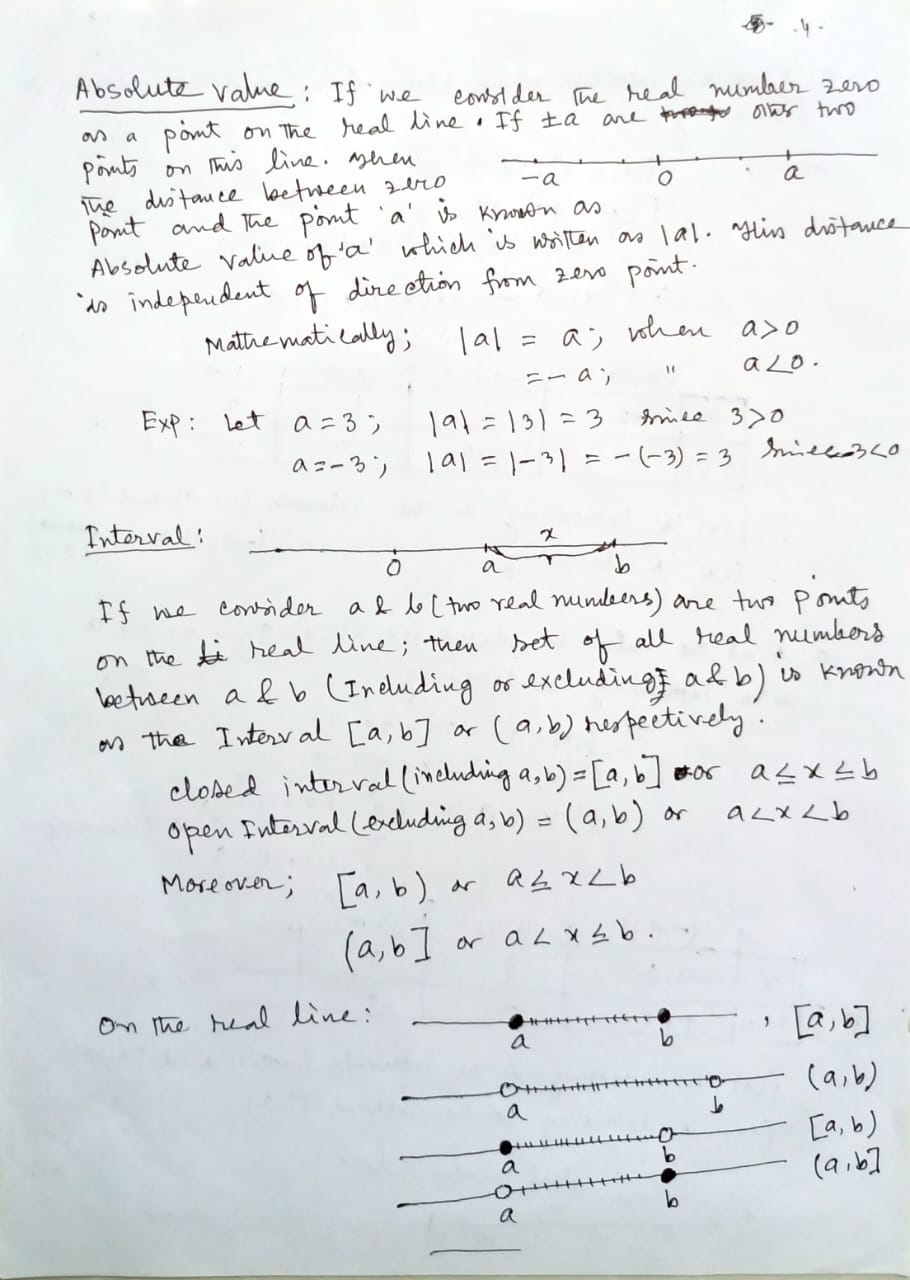 .4.
Absolute value : If we consider the real number zero
as a point on the real line. If ±a are other two
points on this line. Then
-a 0 a
the distance between zero
point and the point 'a' is known as
Absolute value of 'a' which is written as |a|. This distance
is independent of direction from zero point.
Mathematically; |a| = a; when a>0
= -a; " a<0.
Exp: Let a=3; |a| = |3| = 3 since 3>0
a=-3; |a| = |-3| = -(-3) = 3 since -3<0
Interval:
x
0 a b
If we consider a & b (two real numbers) are two points
on the real line; then set of all real numbers
between a & b (Including or excluding a & b) is known
as the Interval [a,b] or (a,b) respectively.
closed interval (including a,b) = [a,b] or a≤x≤b
open Interval (excluding a,b) = (a,b) or a<x<b
Moreover; [a,b) or a≤x<b
(a,b] or a<x≤b.
On the real line: , [a,b]
a b
(a,b)
a b
[a,b)
a b
(a,b]
a b